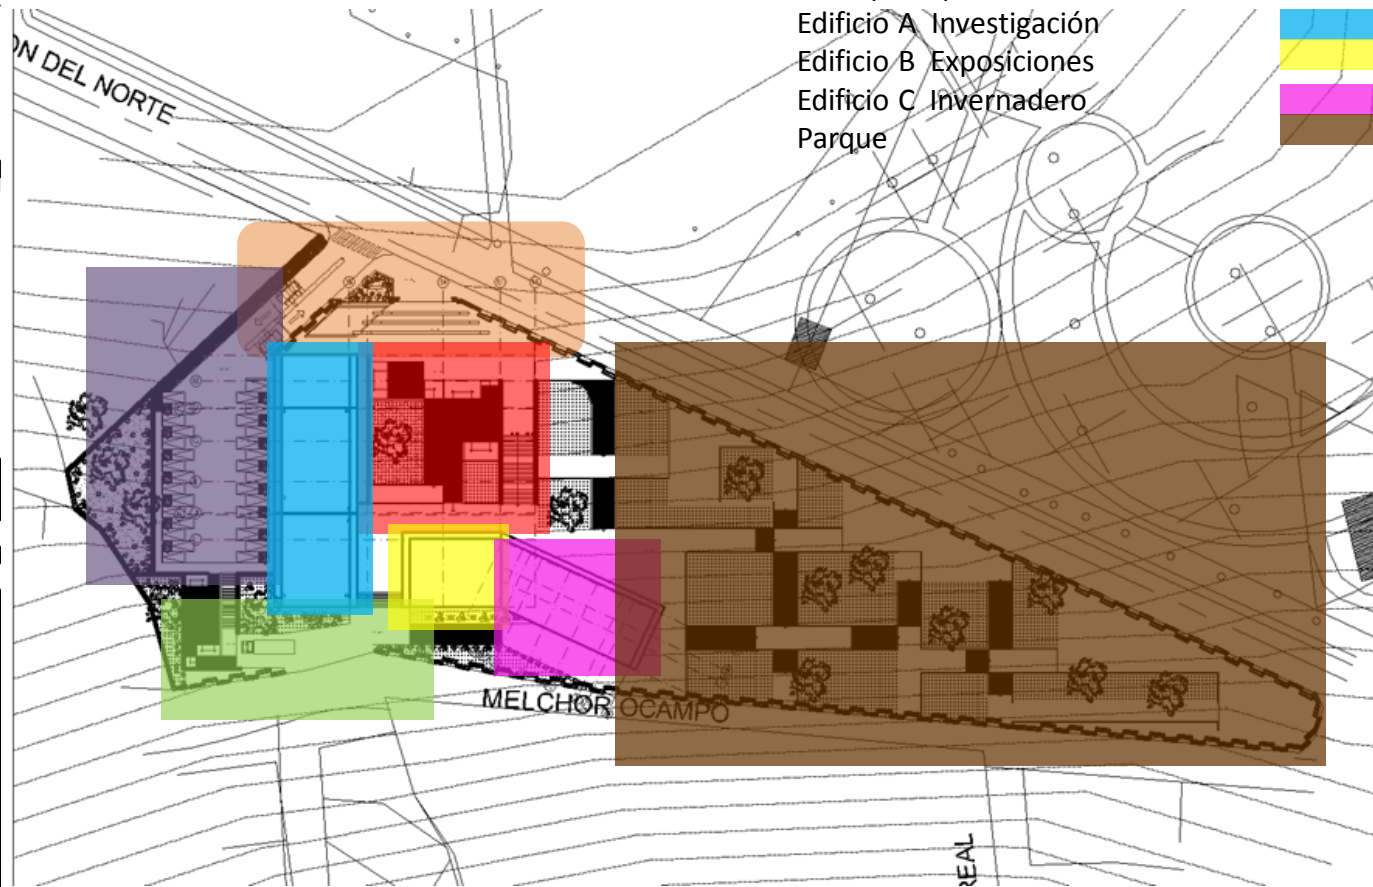 Edificio A Investigación
Edificio B Exposiciones
Edificio C Invernadero
Parque
ON DEL NORTE
MELCHOR OCAMPO
REAL